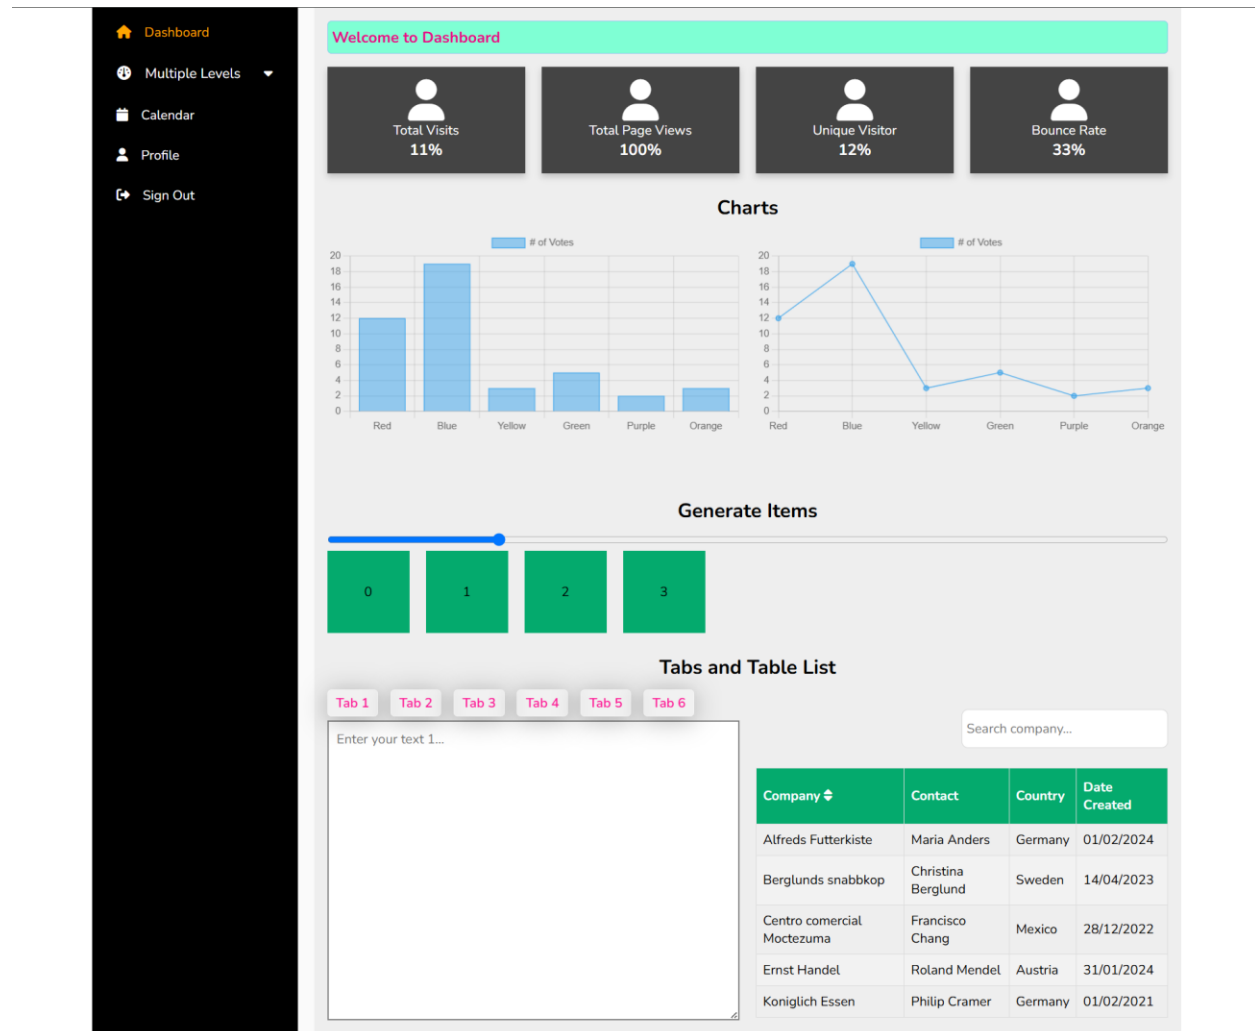 Dashboard
Multiple Levels
Calendar
Profile
Sign Out
Welcome to Dashboard
Total Visits
11%
Total Page Views
100%
Unique Visitor
12%
Bounce Rate
33%
Charts
# of Votes
20
18
16
14
12
10
8
6
4
2
0
Red Blue Yellow Green Purple Orange
# of Votes
20
18
16
14
12
10
8
6
4
2
0
Red Blue Yellow Green Purple Orange
Generate Items
0 1 2 3
Tabs and Table List
Tab 1 Tab 2 Tab 3 Tab 4 Tab 5 Tab 6
Enter your text 1...
Search company...
Company Contact Country Date
Created
Alfreds Futterkiste Maria Anders Germany 01/02/2024
Berglunds snabbkop Christina
Berglund Sweden 14/04/2023
Centro comercial
Moctezuma Francisco
Chang Mexico 28/12/2022
Ernst Handel Roland Mendel Austria 31/01/2024
Koniglich Essen Philip Cramer Germany 01/02/2021